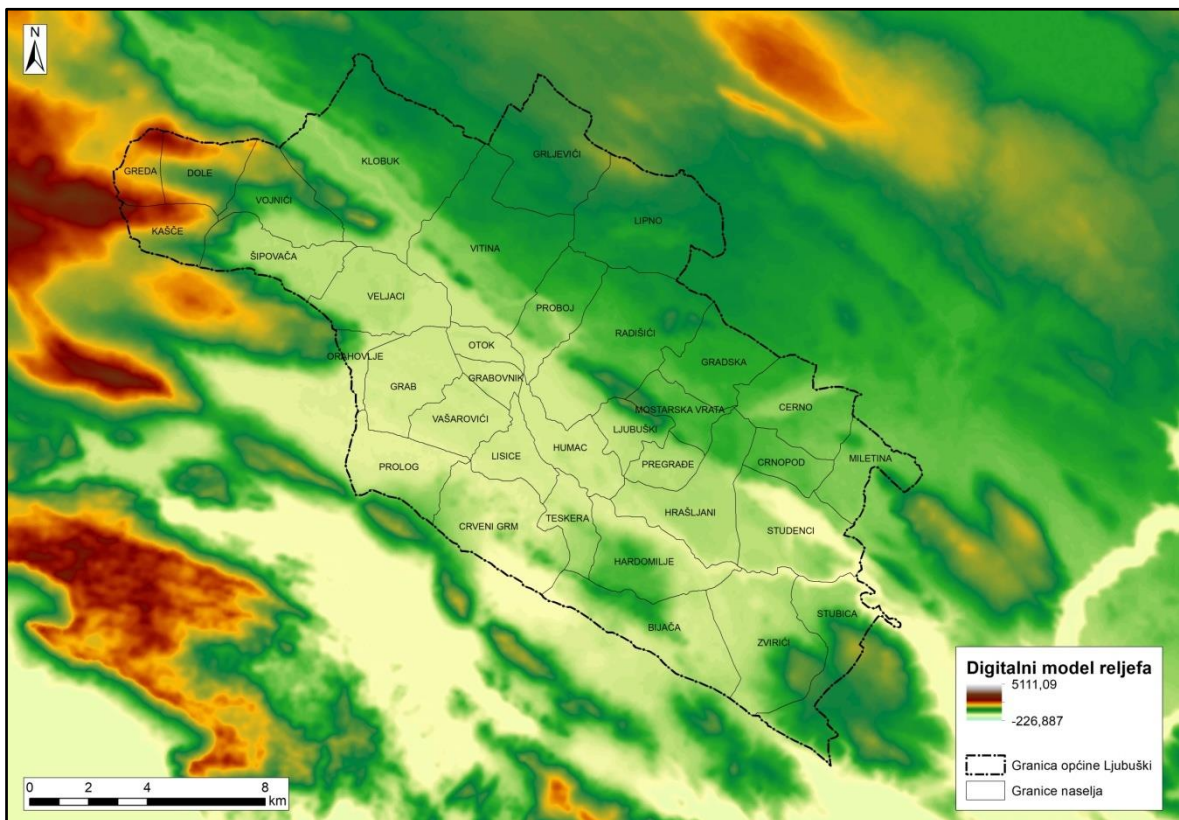 N
KLOBUK
GRLJEVIĆI
GREDA
DOLE
VOJNIĆI
LIPNO
KAŠČE
VITINA
ŠIPOVAČA
VELJACI
PROBOJ
RADIŠIĆI
OTOK
ORAHOVLJE
GRADSKA
GRABOVNIK
GRAB
CERNO
MOSTARSKA VRATA
VAŠAROVIĆI
LJUBUŠKI
HUMAC
LISICE
MILETINA
PREGRAĐE
CRNOPOD
PROLOG
HRAŠLJANI
TESKERA
CRVENI GRM
STUDENCI
HARDOMILJE
STUBICA
BIJAČA
ZVIRIĆI
Digitalni model reljefa
5111,09
-226,887
Granica općine Ljubuški
Granice naselja
0 2 4 8
km